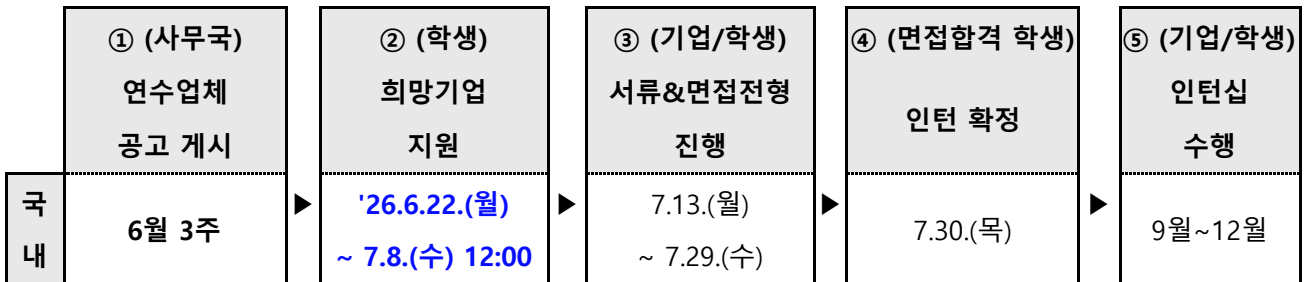 ① (사무국)
연수업체
공고 게시
② (학생)
희망기업
지원
③ (기업/학생)
서류&면접전형
진행
④ (면접합격 학생)
인턴 확정
⑤ (기업/학생)
인턴십
수행
국
내
6월 3주
▶
'26.6.22.(월)
~ 7.8.(수) 12:00
▶
7.13.(월)
~ 7.29.(수)
▶
7.30.(목)
▶
9월~12월